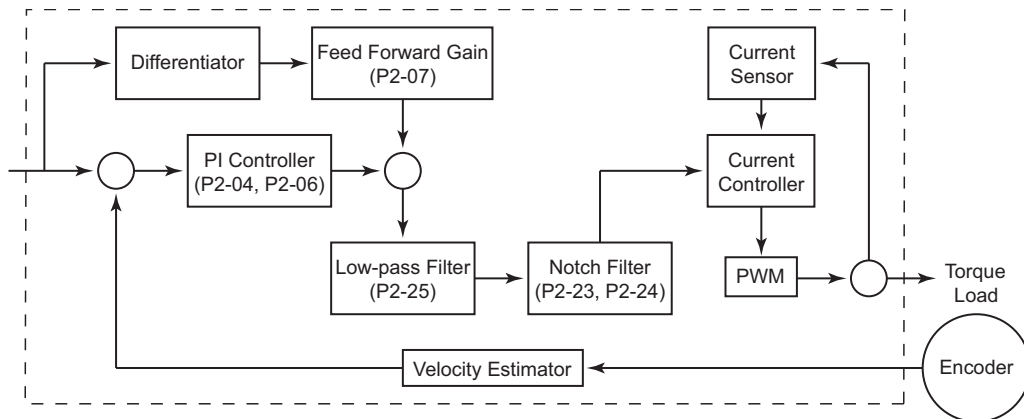 Differentiator
Feed Forward Gain
(P2-07)
Current
Sensor
PI Controller
(P2-04, P2-06)
Current
Controller
Low-pass Filter
(P2-25)
Notch Filter
(P2-23, P2-24)
PWM
Torque
Load
Velocity Estimator
Encoder